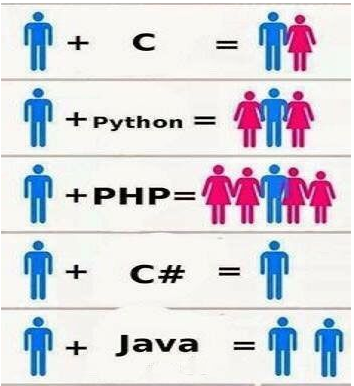 + C =
+ Python =
+ PHP=
+ C# =
+ Java =